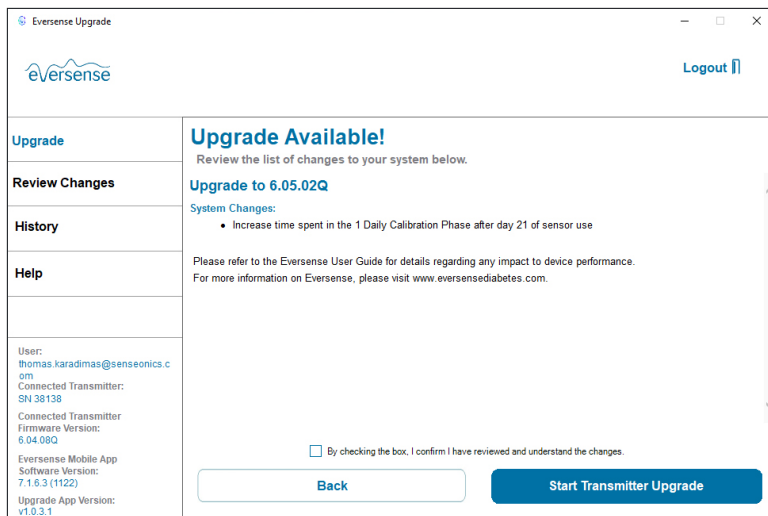 Eversense Upgrade
eversense
Logout
Upgrade
Review Changes
History
Help
User:
thomas.karadimas@senseonics.c
om
Connected Transmitter:
SN 38138
Connected Transmitter
Firmware Version:
6.04.08Q
Eversense Mobile App
Software Version:
7.1.6.3 (1122)
Upgrade App Version:
v1.0.3.1
Upgrade Available!
Review the list of changes to your system below.
Upgrade to 6.05.02Q
System Changes:
• Increase time spent in the 1 Daily Calibration Phase after day 21 of sensor use
Please refer to the Eversense User Guide for details regarding any impact to device performance.
For more information on Eversense, please visit www.eversensediabetes.com.
By checking the box, I confirm I have reviewed and understand the changes.
Back
Start Transmitter Upgrade